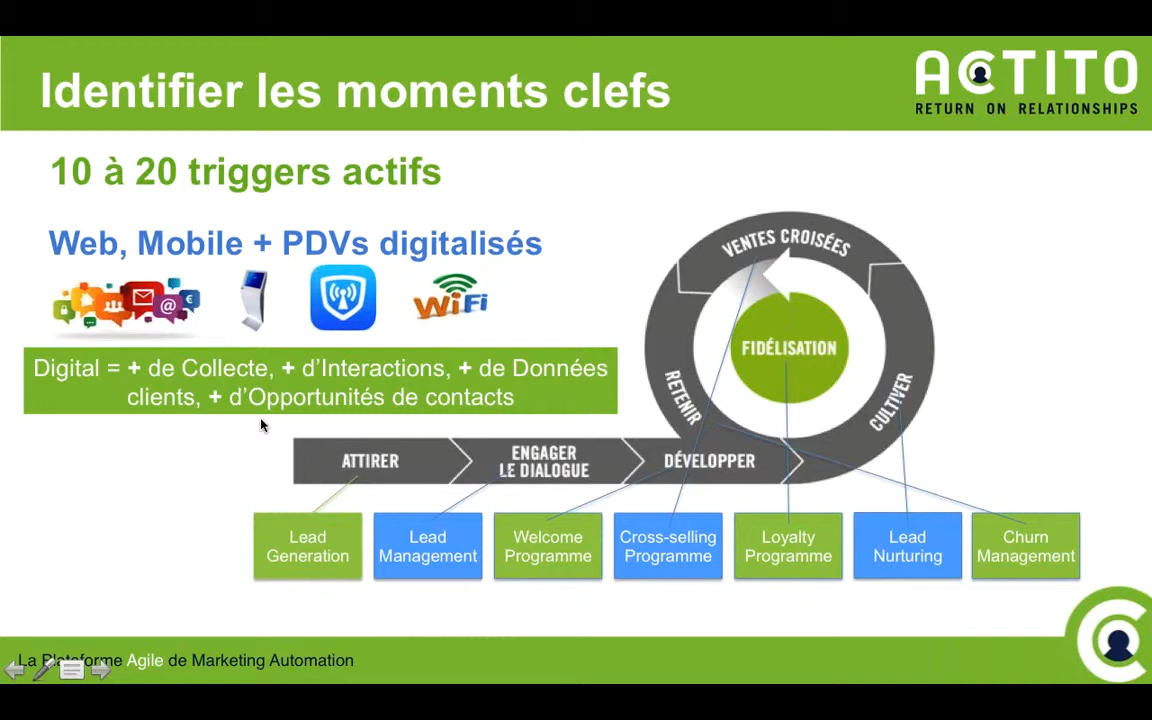 Identifier les moments clefs
ACTITO
RETURN ON RELATIONSHIPS
10 à 20 triggers actifs
Web, Mobile + PDVs digitalisés
@
€
WiFi
Digital = + de Collecte, + d’Interactions, + de Données
clients, + d’Opportunités de contacts
VENTES CROISÉES
FIDÉLISATION
RETENIR
CULTIVER
ATTIRER
ENGAGER
LE DIALOGUE
DÉVELOPPER
Lead
Generation
Lead
Management
Welcome
Programme
Cross-selling
Programme
Loyalty
Programme
Lead
Nurturing
Churn
Management
La Plateforme Agile de Marketing Automation